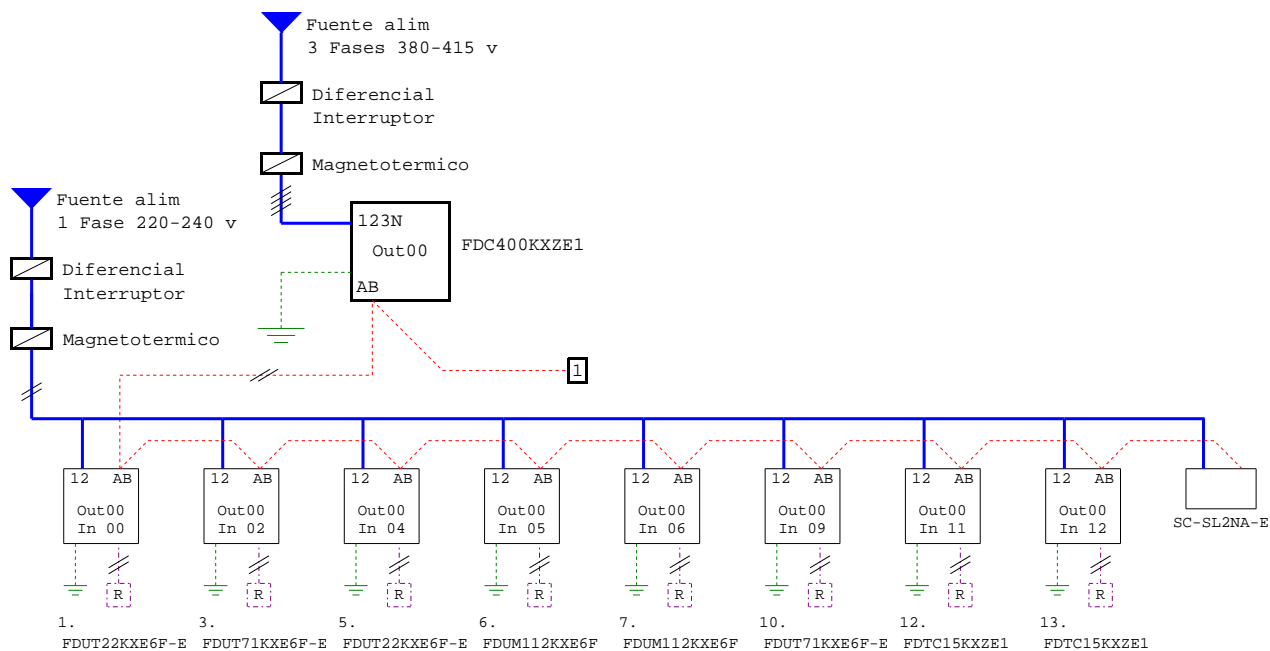 Fuente alim
3 Fases 380-415 v
Diferencial
Interruptor
Magnetotermico
Fuente alim
1 Fase 220-240 v
123N
Out00
AB
FDC400KXZE1
Diferencial
Interruptor
Magnetotermico
1
12 AB
Out00
In 00
12 AB
Out00
In 02
12 AB
Out00
In 04
12 AB
Out00
In 05
12 AB
Out00
In 06
12 AB
Out00
In 09
12 AB
Out00
In 11
12 AB
Out00
In 12
SC-SL2NA-E
R
R
R
R
R
R
R
R
1.
FDUT22KXE6F-E
3.
FDUT71KXE6F-E
5.
FDUT22KXE6F-E
6.
FDUM112KXE6F
7.
FDUM112KXE6F
10.
FDUT71KXE6F-E
12.
FDTC15KXZE1
13.
FDTC15KXZE1